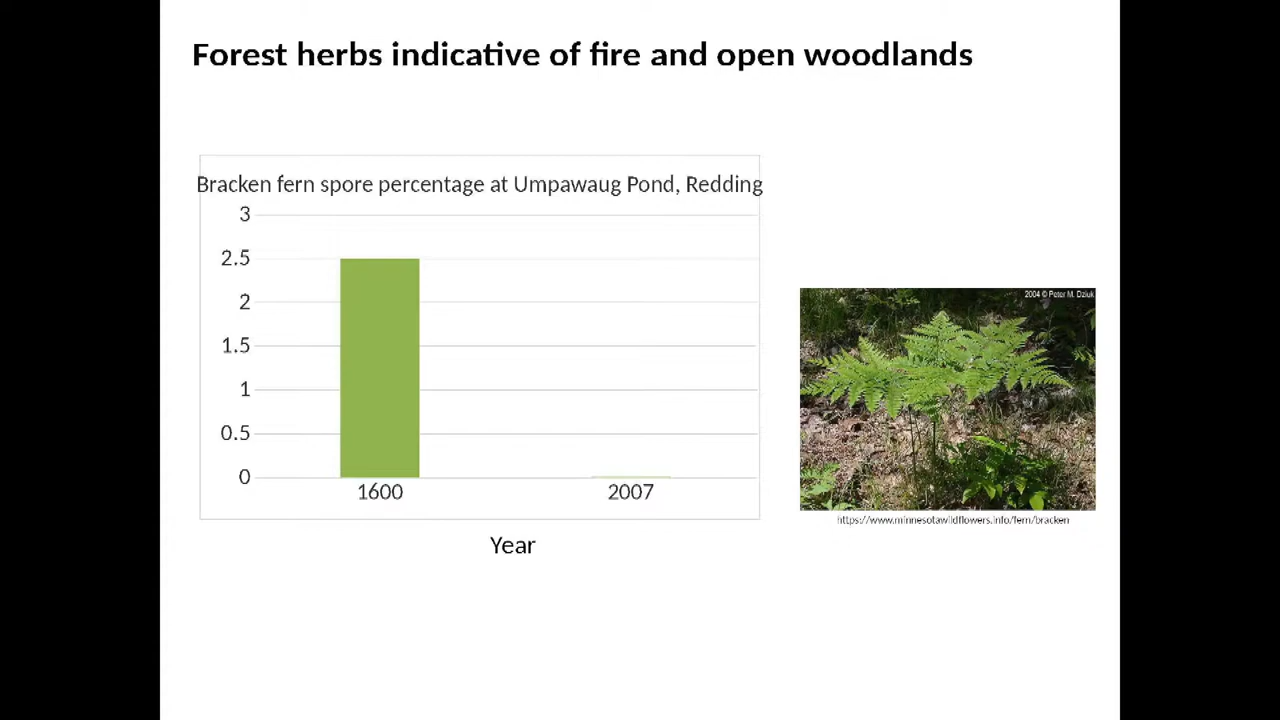 Forest herbs indicative of fire and open woodlands
Bracken fern spore percentage at Umpawaug Pond, Redding
3
2.5
2
1.5
1
0.5
0
1600 2007
Year
2004 © Peter M. Dziuk
https://www.minnesotawildflowers.info/fern/bracken